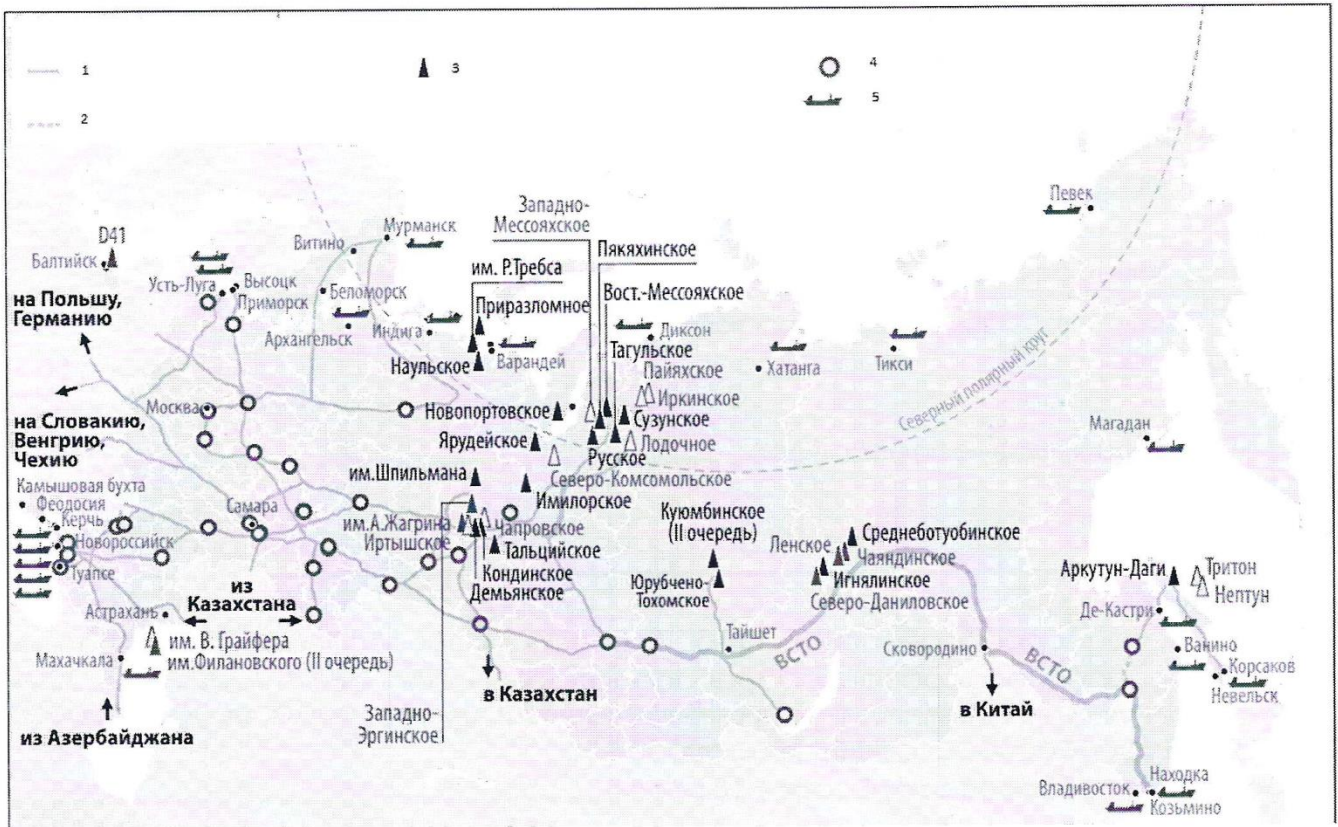 1
2
3
4
5
Певек
Западно-
Мессояхское
Мурманск
Витино
Пякяхинское
D41
Балтийск
им. Р.Требса
Вост.-Мессояхское
на Польшу,
Германию
Усть-Луга
Высоцк
Приморск
Беломорск
Архангельск
Индига
Приразломное
Варандей
Наульское
Диксон
Тагульское
Пайяхское
Хатанга
Тикси
Северный полярный круг
Иркинское
Москва
Новопортовское
Сузунское
Магадан
на Словакию,
Венгрию,
Чехию
Ярудейское
Русское
Лодочное
Северо-Комсомольское
им.Шпильмана
Имилорское
Камышовая бухта
Феодосия
Керчь
Новороссийск
Туапсе
Самара
им.А.Жагрина
Иртышское
Чапровское
Тальцийское
Кондинское
Демьянское
Куюмбинское
(II очередь)
Юрубчено-
Тохомское
Среднеботуобинское
Ленское
Чаяндинское
Игнялинское
Северо-Даниловское
Аркутун-Даги
Тритон
Нептун
Де-Кастри
из
Казахстана
Астрахань
им. В. Грайфера
им.Филановского (II очередь)
Махачкала
Тайшет
ВСТО
Сковородино
ВСТО
Ванино
Корсаков
Невельск
в Казахстан
в Китай
Западно-
Эргинское
из Азербайджана
Владивосток
Находка
Козьмино